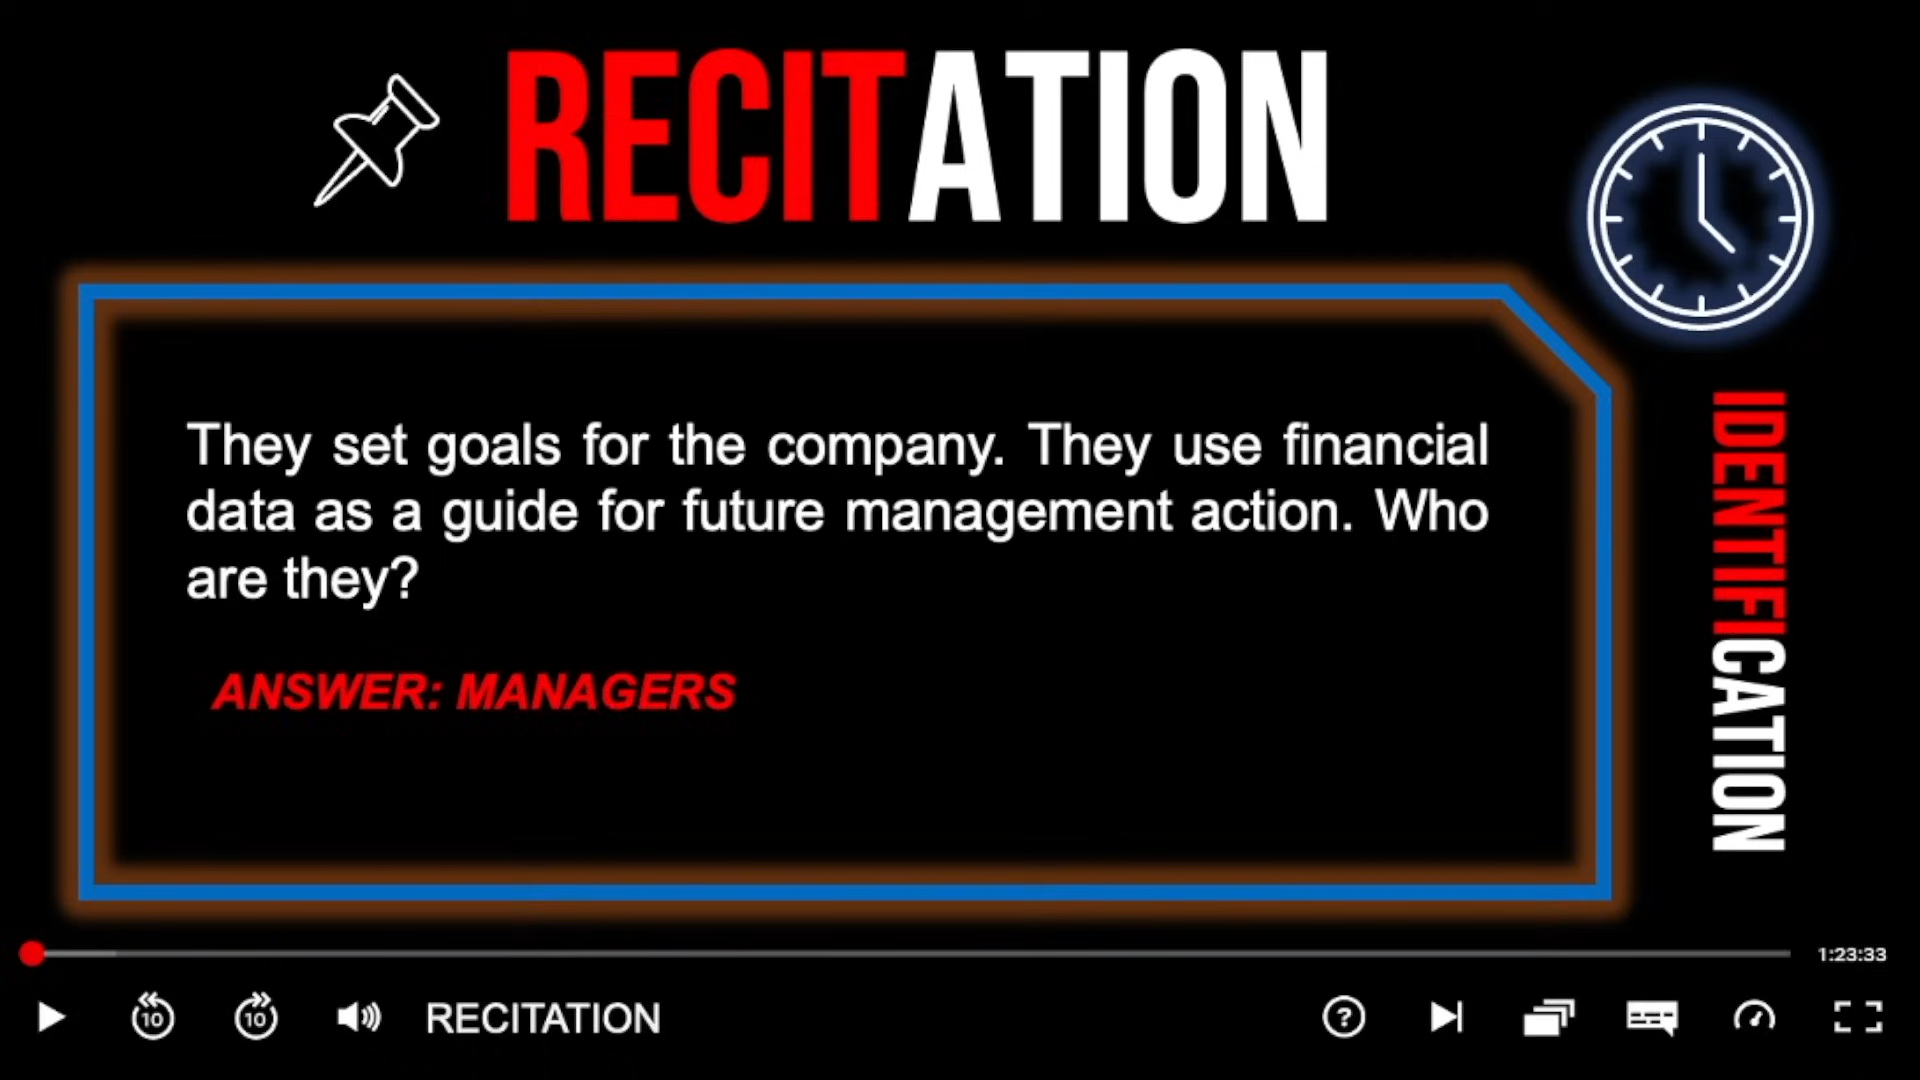 RECITATION
They set goals for the company. They use financial
data as a guide for future management action. Who
are they?
ANSWER: MANAGERS
IDENTIFICATION
1:23:33
10
10
RECITATION
?